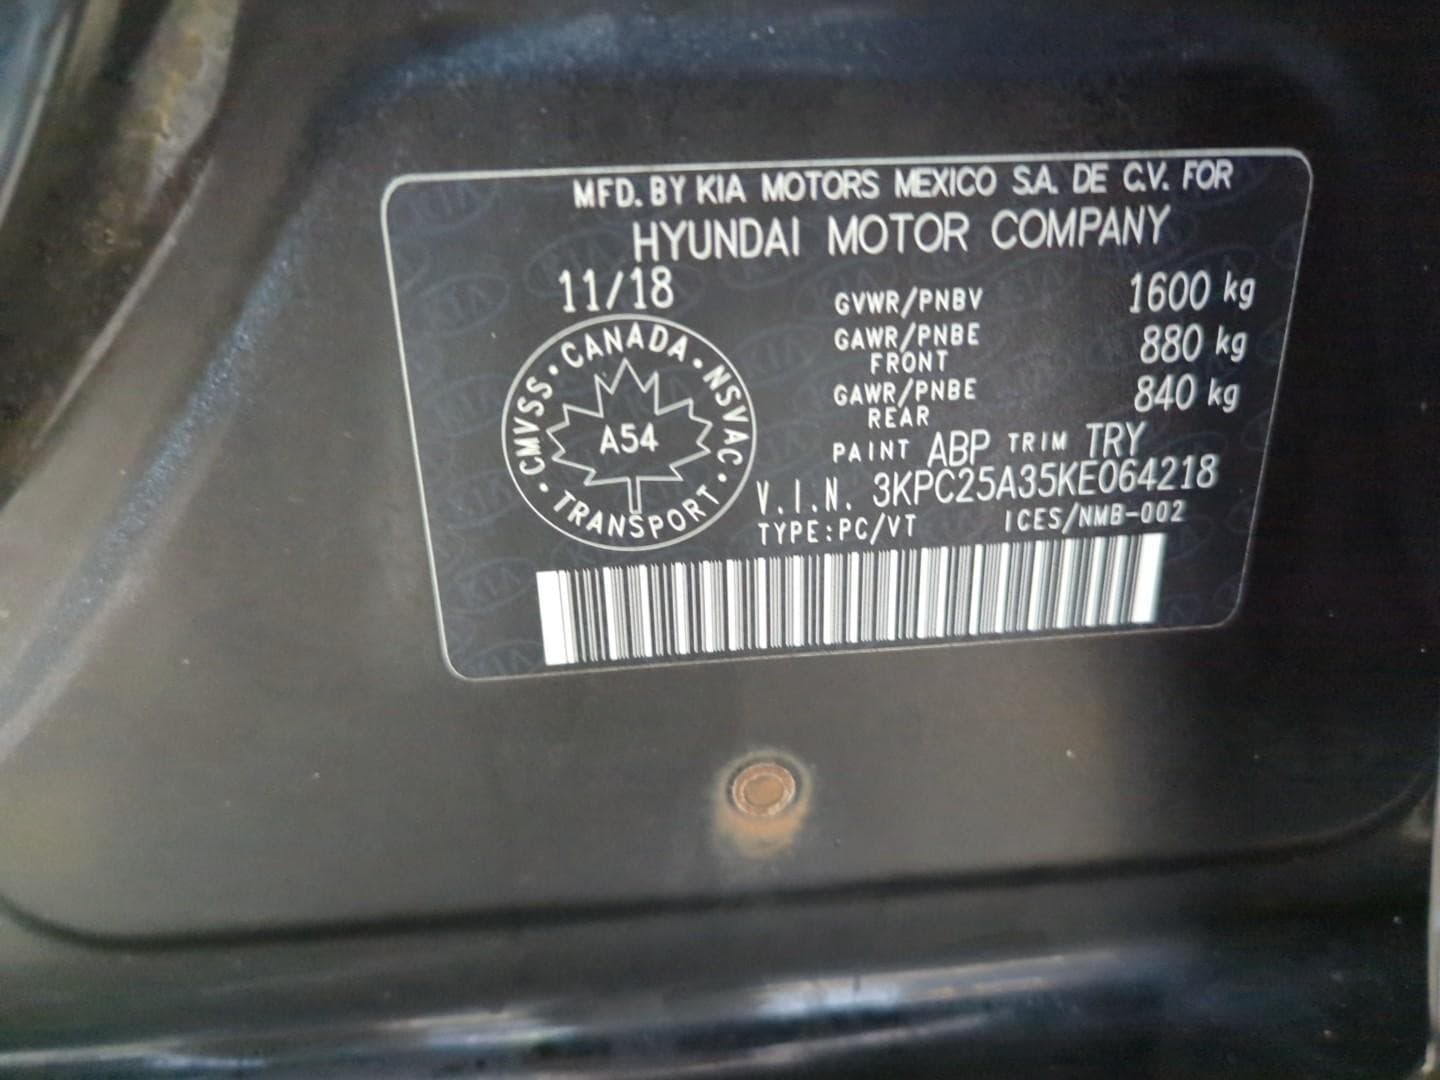 MFD. BY KIA MOTORS MEXICO S.A. DE C.V. FOR
HYUNDAI MOTOR COMPANY
11/18
GVWR/PNBV 1600 kg
GAWR/PNBE FRONT 880 kg
GAWR/PNBE REAR 840 kg
CANADA • NSVAC • TRANSPORT • CMVSS •
A54
PAINT ABP TRIM TRY
V.I.N. 3KPC25A35KE064218
TYPE:PC/VT ICES/NMB-002